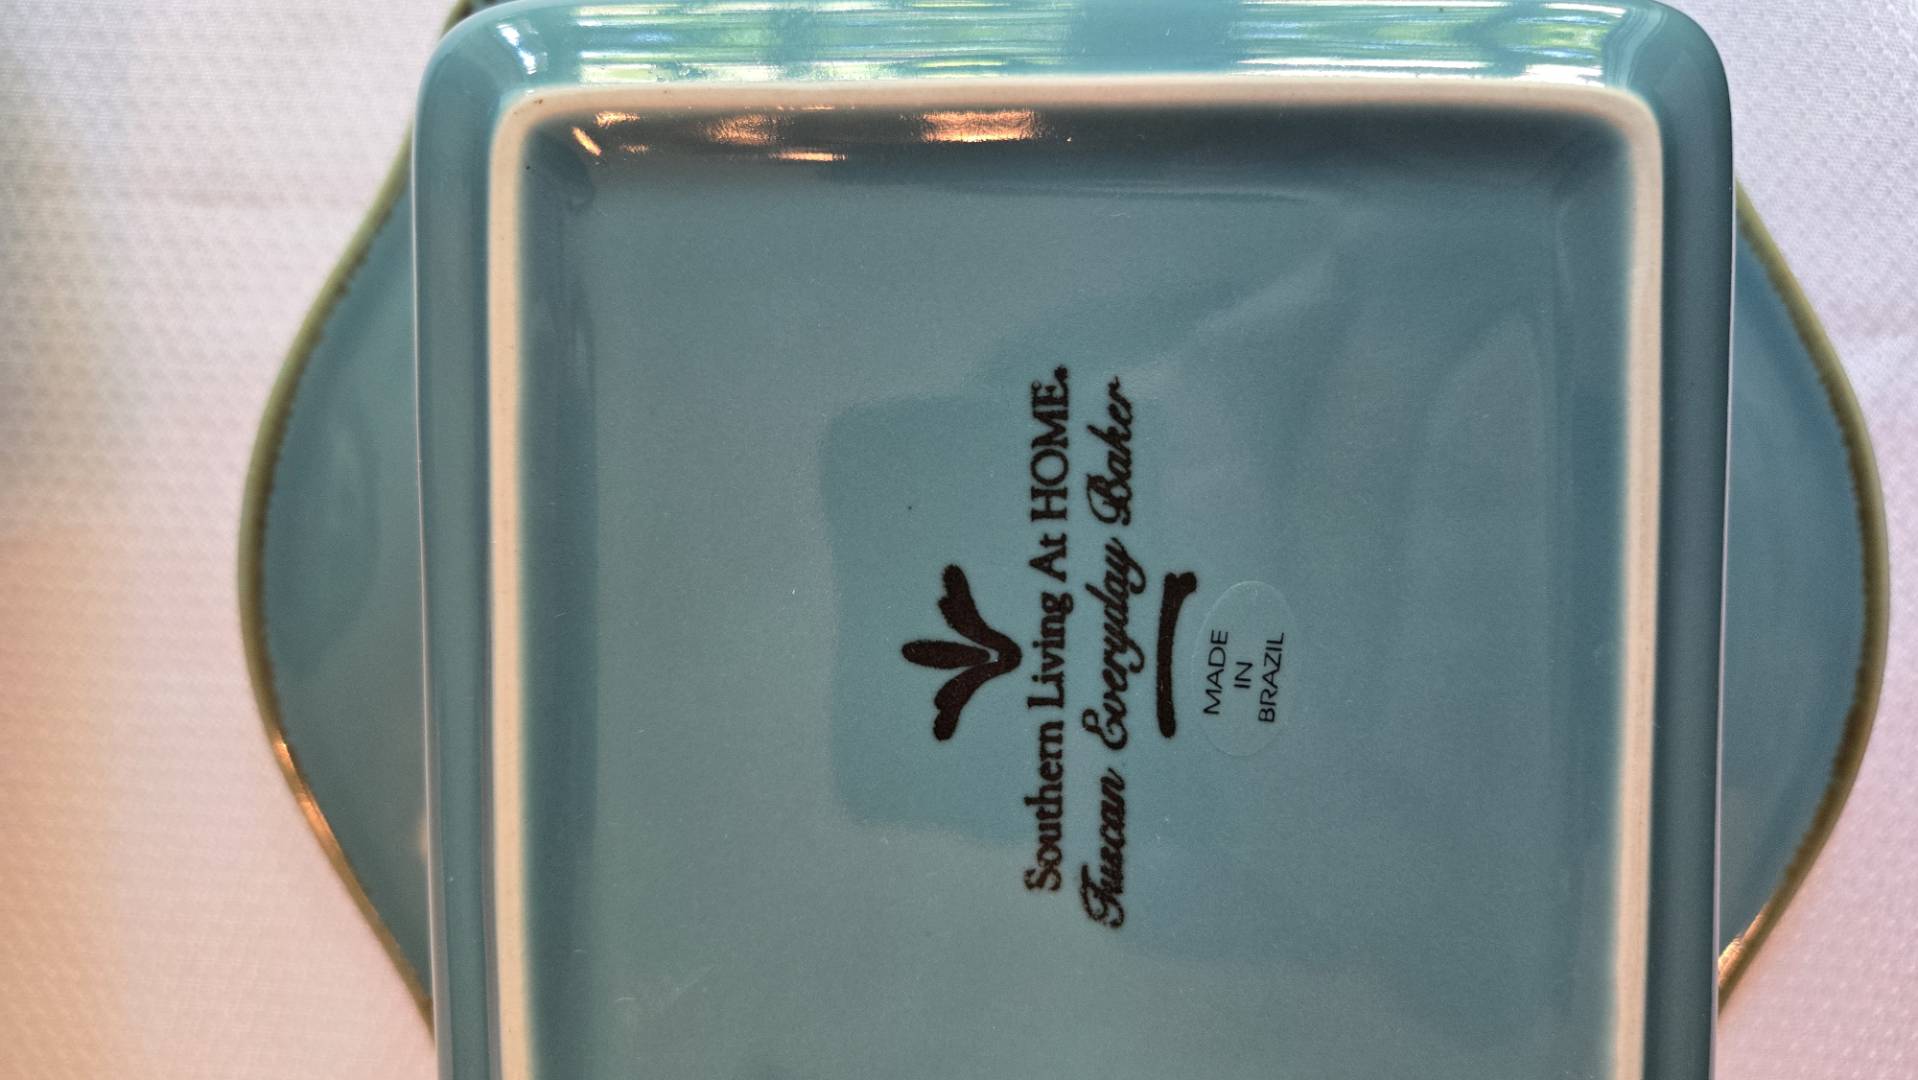 Southern Living At HOME.
Tuscan Everyday Baker
MADE
IN
BRAZIL